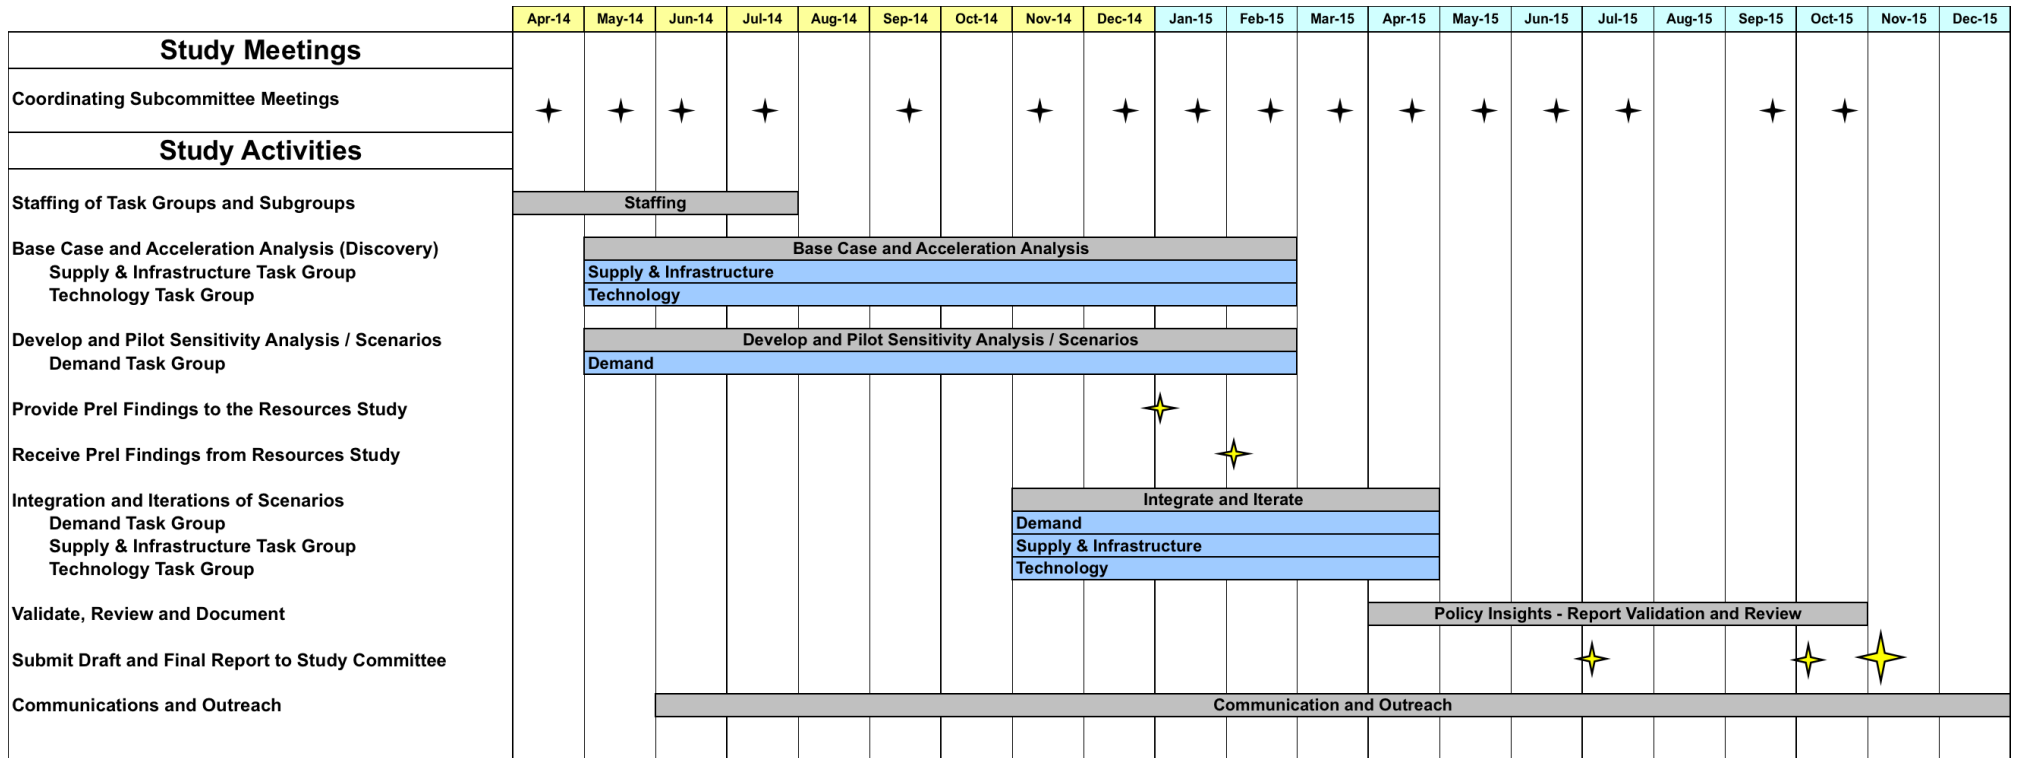 Apr-14 May-14 Jun-14 Jul-14 Aug-14 Sep-14 Oct-14 Nov-14 Dec-14 Jan-15 Feb-15 Mar-15 Apr-15 May-15 Jun-15 Jul-15 Aug-15 Sep-15 Oct-15 Nov-15 Dec-15
Study Meetings
Coordinating Subcommittee Meetings
Study Activities
Staffing of Task Groups and Subgroups Staffing
Base Case and Acceleration Analysis (Discovery) Base Case and Acceleration Analysis
Supply & Infrastructure Task Group Supply & Infrastructure
Technology Task Group Technology
Develop and Pilot Sensitivity Analysis / Scenarios Develop and Pilot Sensitivity Analysis / Scenarios
Demand Task Group Demand
Provide Prel Findings to the Resources Study
Receive Prel Findings from Resources Study
Integration and Iterations of Scenarios Integrate and Iterate
Demand Task Group Demand
Supply & Infrastructure Task Group Supply & Infrastructure
Technology Task Group Technology
Validate, Review and Document Policy Insights - Report Validation and Review
Submit Draft and Final Report to Study Committee
Communications and Outreach Communication and Outreach